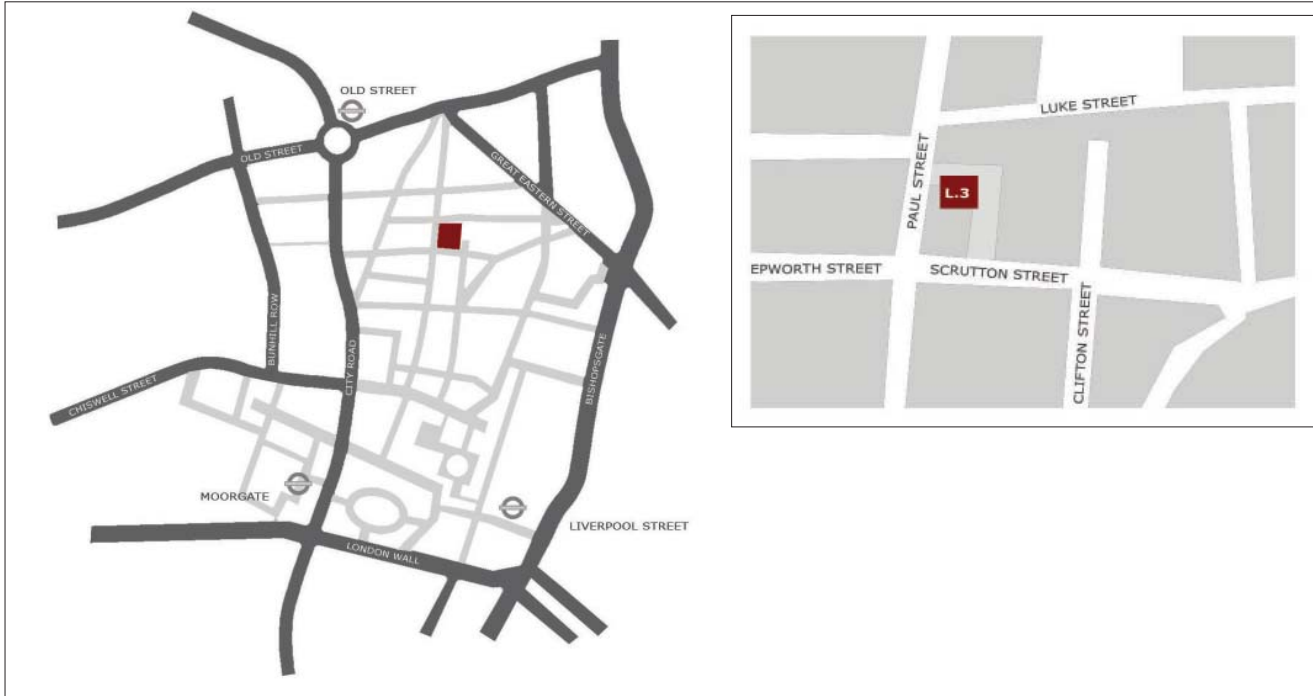 OLD STREET
OLD STREET
GREAT EASTERN STREET
BUNHILL ROW
CITY ROAD
BISHOPSGATE
CHISWELL STREET
MOORGATE
LIVERPOOL STREET
LONDON WALL
LUKE STREET
PAUL STREET
L.3
EPWORTH STREET
SCRUTTON STREET
CLIFTON STREET